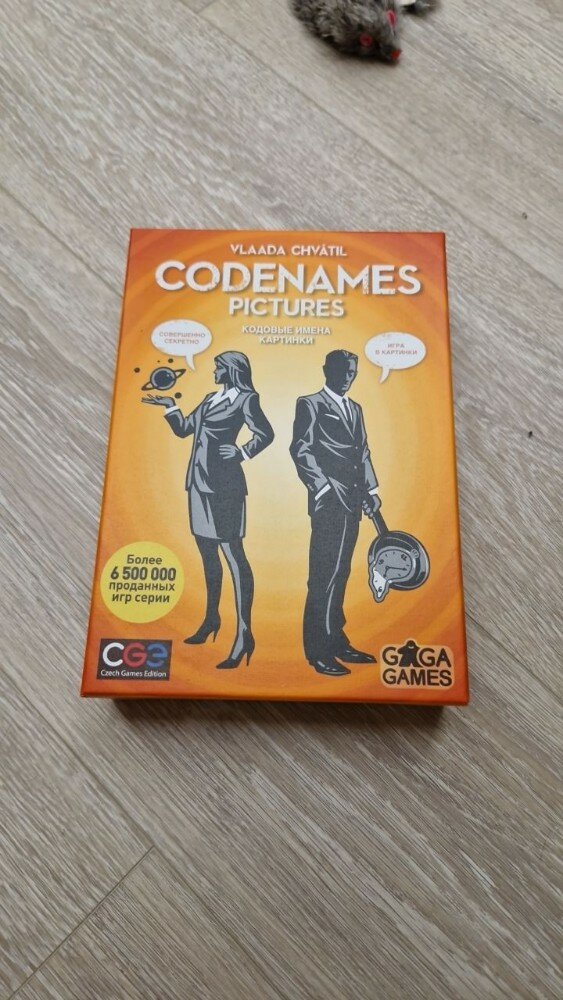 VLAADA CHVÁTIL
CODENAMES
PICTURES
КОДОВЫЕ ИМЕНА
КАРТИНКИ
СОВЕРШЕННО
СЕКРЕТНО
ИГРА
В КАРТИНКИ
Более
6 500 000
проданных
игр серии
CGE
Czech Games Edition
GAGA
GAMES